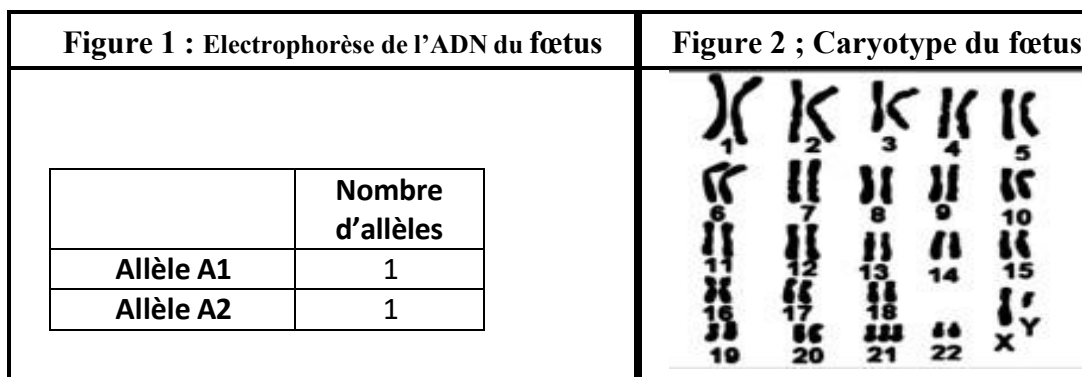 Figure 1 : Electrophorèse de l’ADN du fœtus
Figure 2 ; Caryotype du fœtus
Nombre
d’allèles
Allèle A1 1
Allèle A2 1
1 2 3 4 5
6 7 8 9 10
11 12 13 14 15
16 17 18
19 20 21 22 X Y